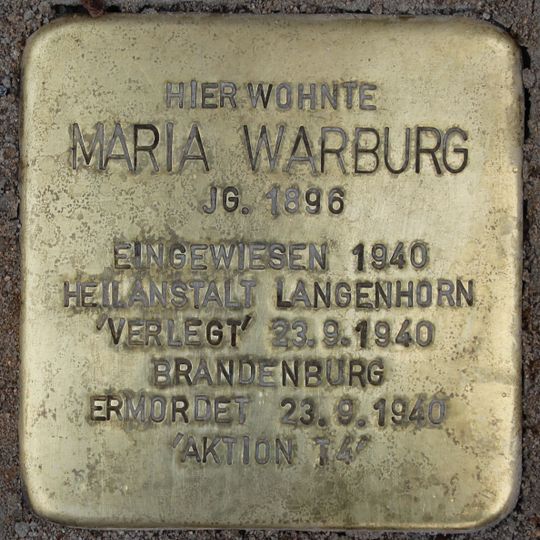 HIER WOHNTE
MARIA WARBURG
JG. 1896
EINGEWIESEN 1940
HEILANSTALT LANGENHORN
'VERLEGT' 23.9.1940
BRANDENBURG
ERMORDET 23.9.1940
'AKTION T4'